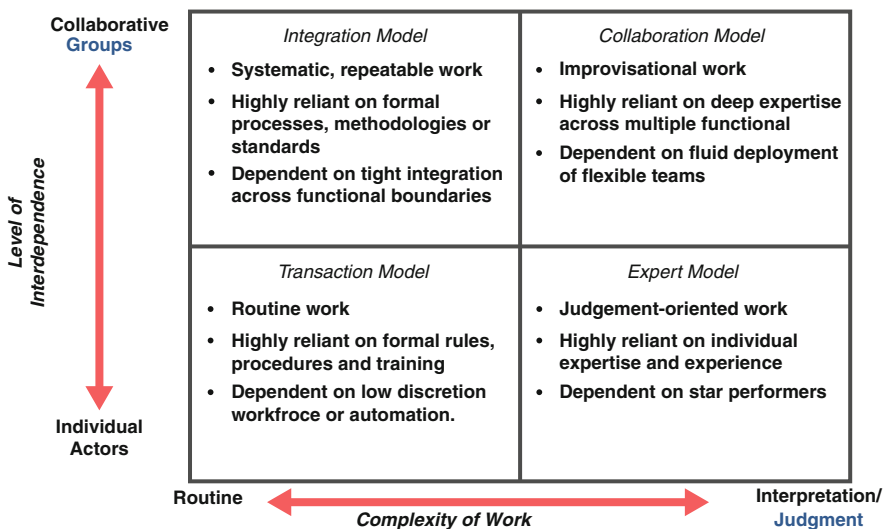 Collaborative
Groups
Level of
Interdependence
Individual
Actors
Integration Model
• Systematic, repeatable work
• Highly reliant on formal
processes, methodologies or
standards
• Dependent on tight integration
across functional boundaries
Collaboration Model
• Improvisational work
• Highly reliant on deep expertise
across multiple functional
• Dependent on fluid deployment
of flexible teams
Transaction Model
• Routine work
• Highly reliant on formal rules,
procedures and training
• Dependent on low discretion
workfroce or automation.
Expert Model
• Judgement-oriented work
• Highly reliant on individual
expertise and experience
• Dependent on star performers
Routine
Complexity of Work
Interpretation/
Judgment